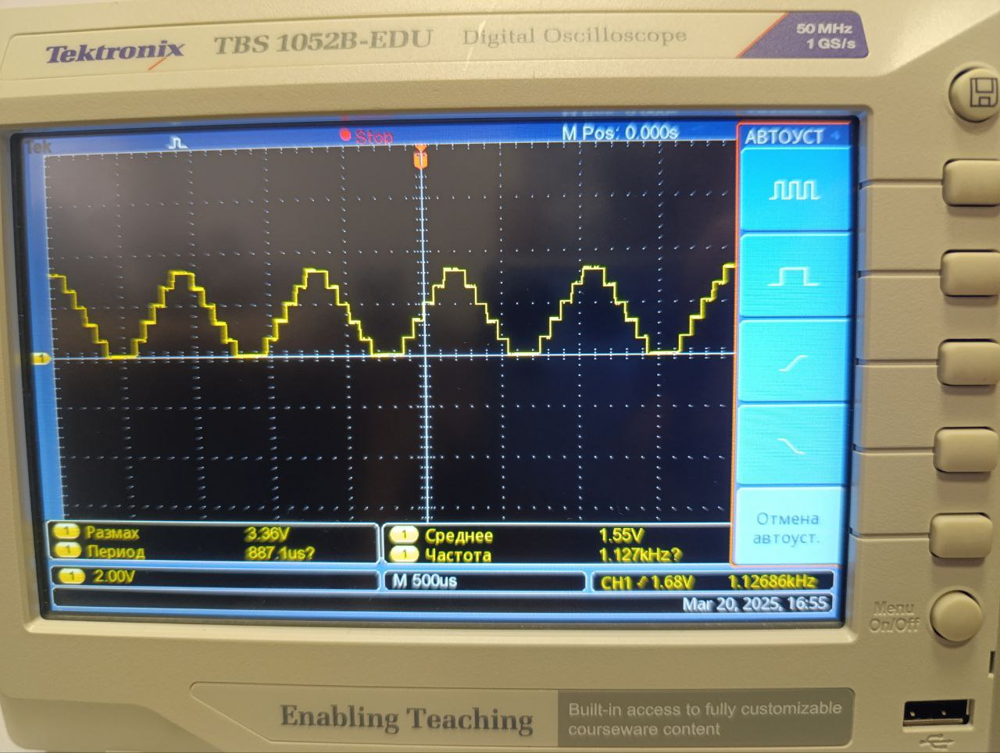 Tektronix TBS 1052B-EDU Digital Oscilloscope
50 MHz
1 GS/s
Tek Stop M Pos: 0.000s АВТОУСТ
T
1
Отмена
автоуст.
1 Размах 3.36V
1 Период 887.1us?
1 Среднее 1.55V
1 Частота 1.127kHz?
1 2.00V M 500us CH1 1.68V 1.12686kHz
Mar 20, 2025, 16:55
Menu
On/Off
Enabling Teaching
Built-in access to fully customizable
courseware content